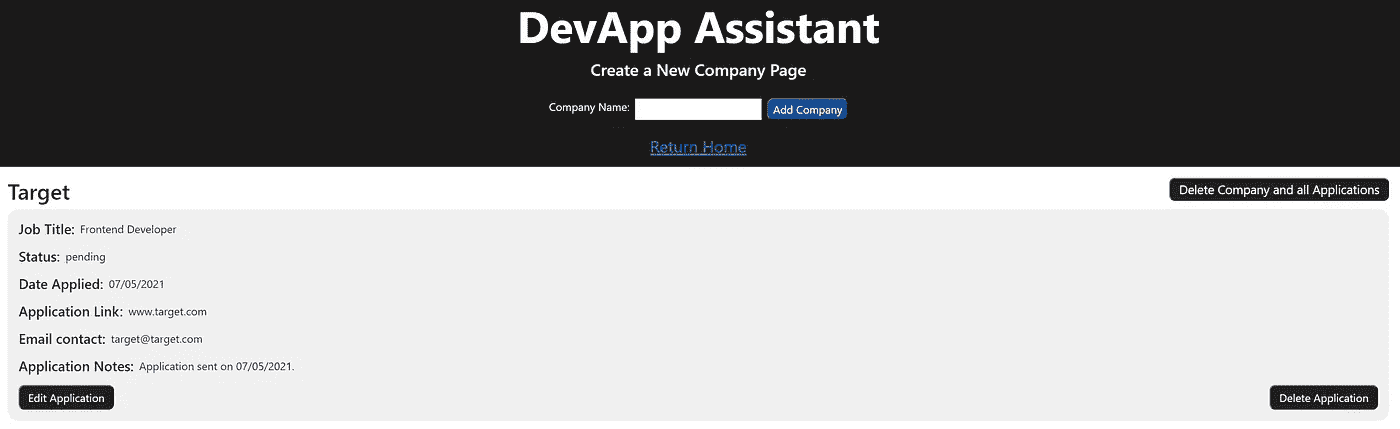 DevApp Assistant
Create a New Company Page
Company Name: Add Company
Return Home
Target Delete Company and all Applications
Job Title: Frontend Developer
Status: pending
Date Applied: 07/05/2021
Application Link: www.target.com
Email contact: target@target.com
Application Notes: Application sent on 07/05/2021.
Edit Application Delete Application